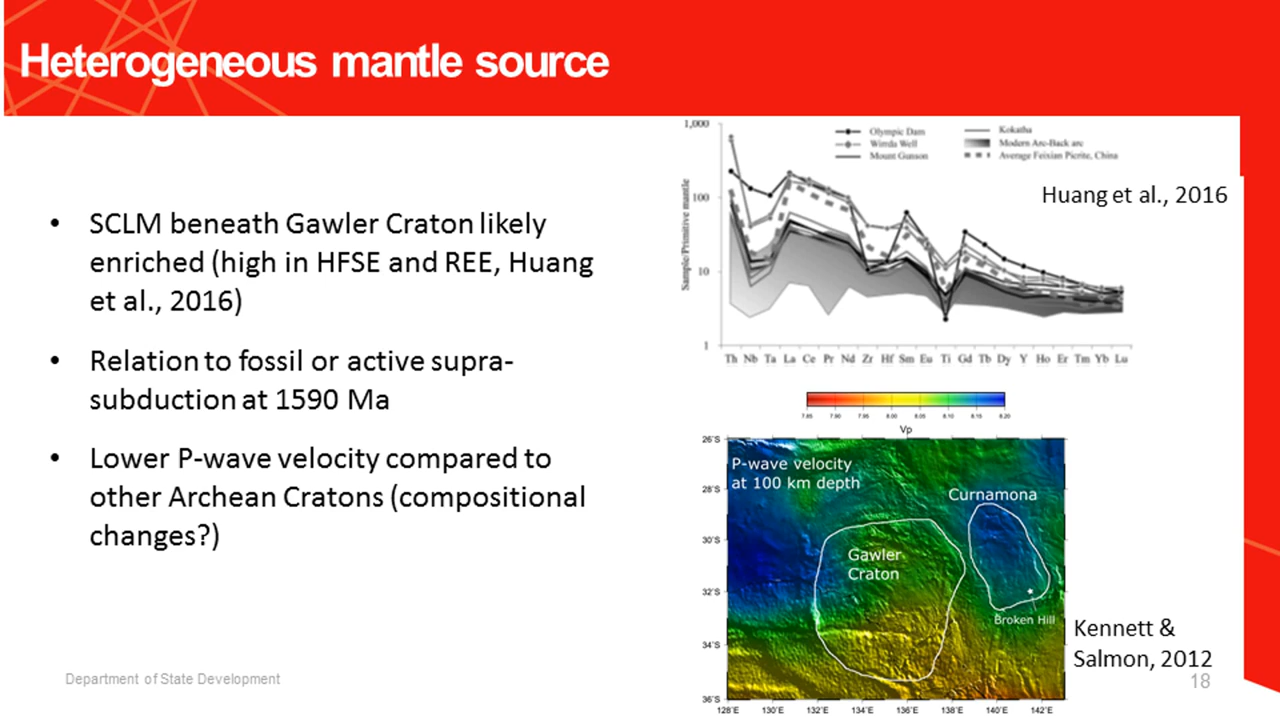 Heterogeneous mantle source
• SCLM beneath Gawler Craton likely
enriched (high in HFSE and REE, Huang
et al., 2016)
• Relation to fossil or active supra-
subduction at 1590 Ma
• Lower P-wave velocity compared to
other Archean Cratons (compositional
changes?)
Department of State Development
1,000
100
10
1
Sample/Primitive mantle
Olympic Dam
Wirrda Well
Mount Gunson
Kokatha
Modern Arc-Back arc
Average Feixian Picrite, China
Th Nb Ta La Ce Pr Nd Zr Hf Sm Eu Ti Gd Tb Dy Y Ho Er Tm Yb Lu
Huang et al., 2016
7.85 7.90 7.95 8.00 8.05 8.10 8.15 8.20
Vp
26°S
28°S
30°S
32°S
34°S
36°S
P-wave velocity
at 100 km depth
Curnamona
Gawler
Craton
Broken Hill
128°E 130°E 132°E 134°E 136°E 138°E 140°E 142°E
Kennett &
Salmon, 2012
18